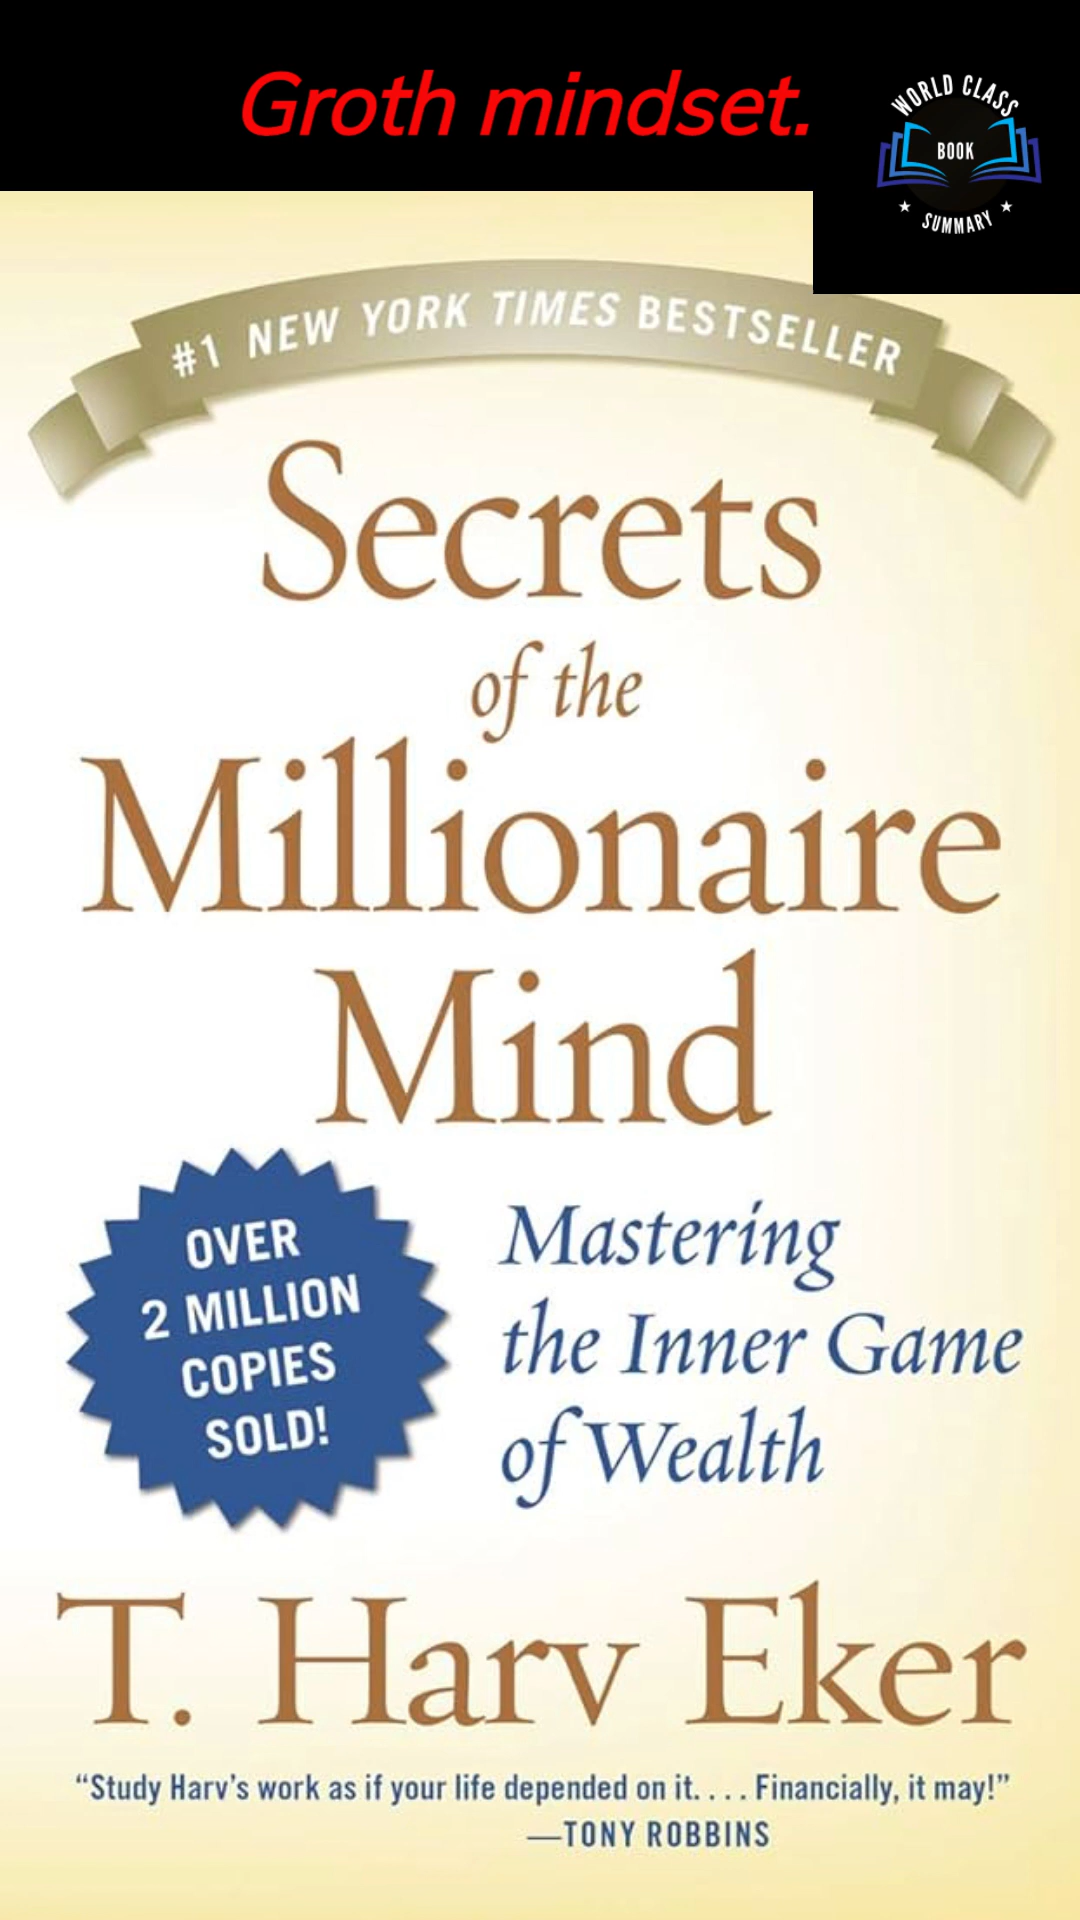 Groth mindset.
WORLD CLASS
BOOK
SUMMARY
#1 NEW YORK TIMES BESTSELLER
Secrets
of the
Millionaire
Mind
OVER
2 MILLION
COPIES
SOLD!
Mastering
the Inner Game
of Wealth
T. Harv Eker
“Study Harv’s work as if your life depended on it. . . . Financially, it may!”
—TONY ROBBINS